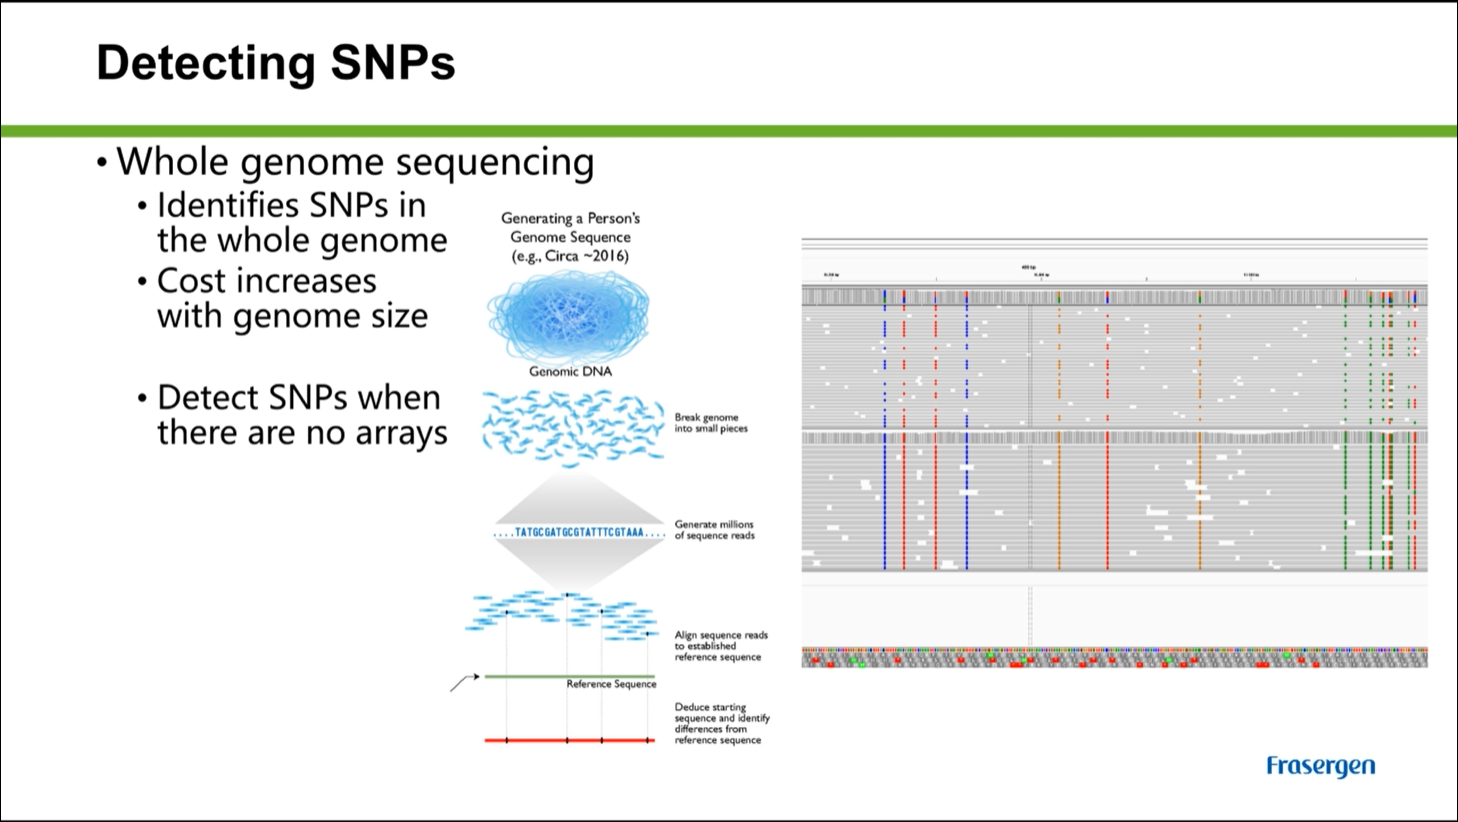 Detecting SNPs
• Whole genome sequencing
• Identifies SNPs in
the whole genome
• Cost increases
with genome size
• Detect SNPs when
there are no arrays
Generating a Person's
Genome Sequence
(e.g., Circa ~2016)
Genomic DNA
Break genome
into small pieces
....TATGCGATGCGTATTTCGTAAA....
Generate millions
of sequence reads
Align sequence reads
to established
reference sequence
Reference Sequence
Deduce starting
sequence and identify
differences from
reference sequence
Frasergen